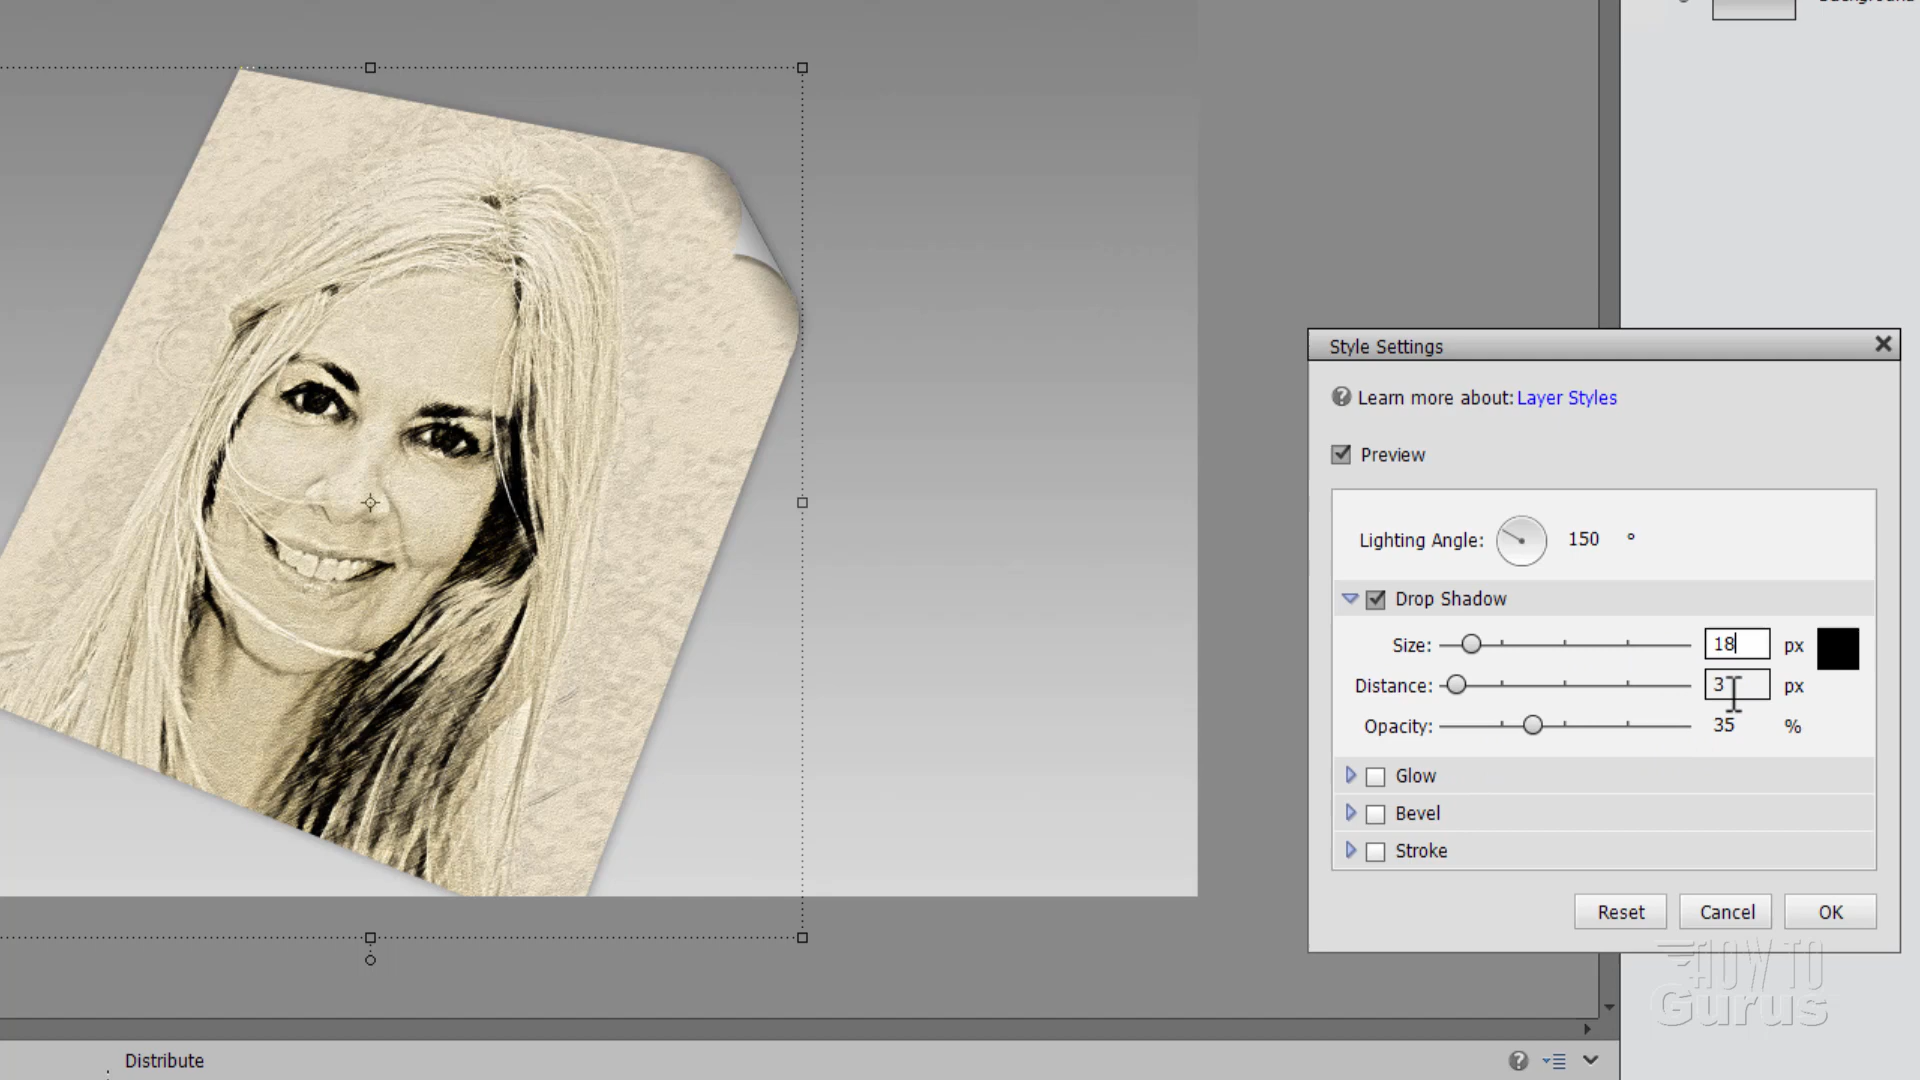 Style Settings
Learn more about: Layer Styles
Preview
Lighting Angle: 150 °
Drop Shadow
Size: 18 px
Distance: 3 px
Opacity: 35 %
Glow
Bevel
Stroke
Reset Cancel OK
HOW TO
Gurus
Distribute